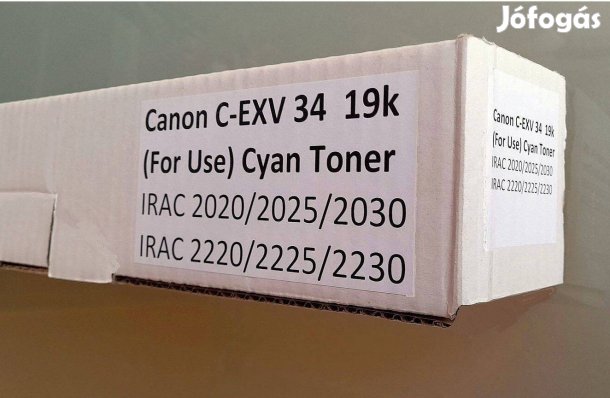 Jófogás
Canon C-EXV 34 19k
(For Use) Cyan Toner
IRAC 2020/2025/2030
IRAC 2220/2225/2230
Canon C-EXV 34 19k
(For Use) Cyan Toner
IRAC 2020/2025/2030
IRAC 2220/2225/2230